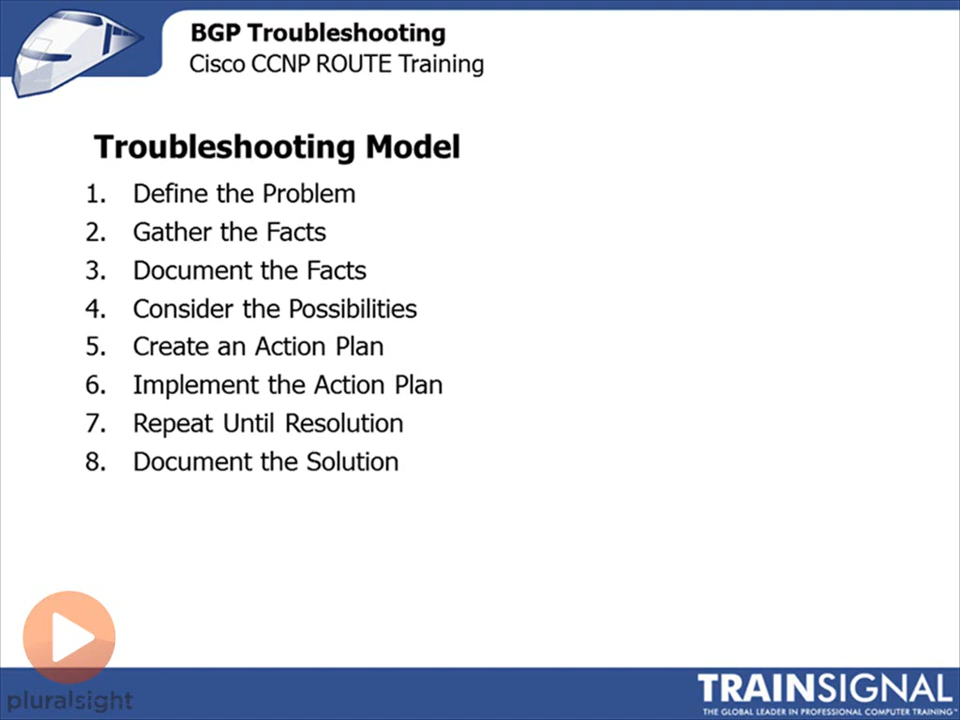 BGP Troubleshooting
Cisco CCNP ROUTE Training
Troubleshooting Model
1. Define the Problem
2. Gather the Facts
3. Document the Facts
4. Consider the Possibilities
5. Create an Action Plan
6. Implement the Action Plan
7. Repeat Until Resolution
8. Document the Solution
pluralsight
TRAINSIGNAL
THE GLOBAL LEADER IN PROFESSIONAL COMPUTER TRAINING™